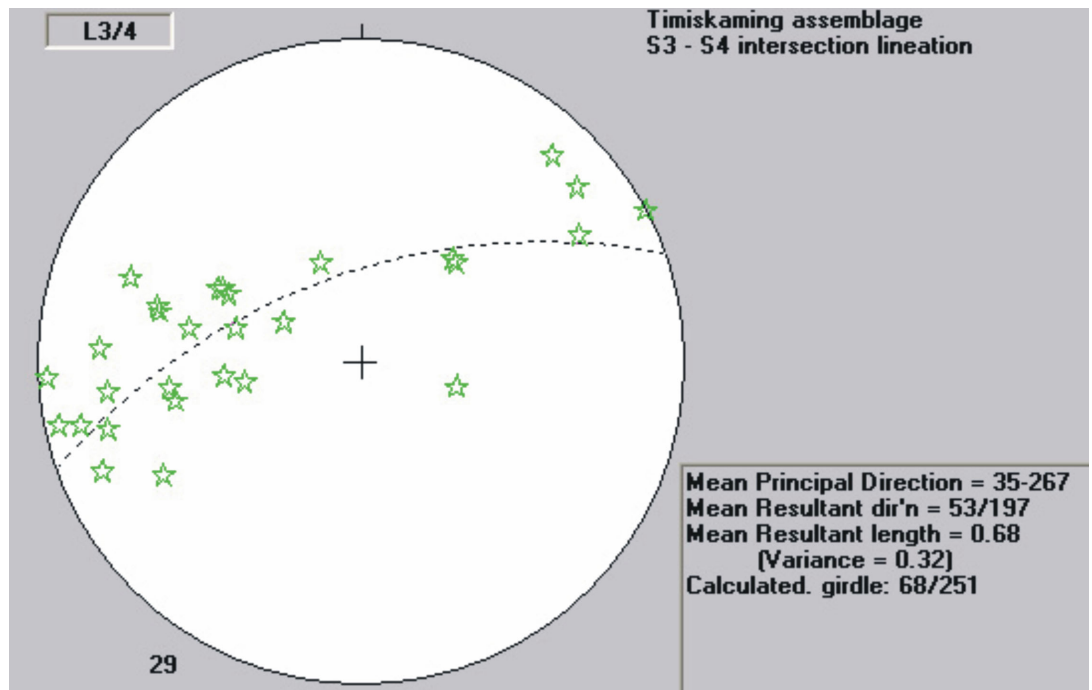 L3/4
Timiskaming assemblage
S3 - S4 intersection lineation
Mean Principal Direction = 35-267
Mean Resultant dir'n = 53/197
Mean Resultant length = 0.68
(Variance = 0.32)
Calculated. girdle: 68/251
29